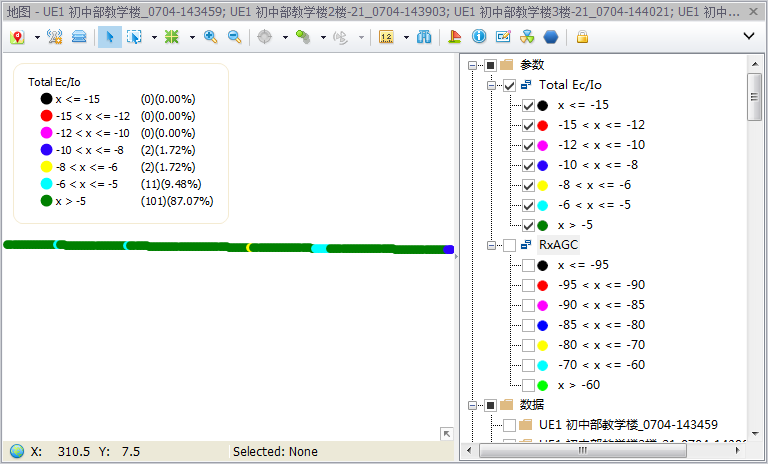 地图 - UE1 初中部教学楼_0704-143459; UE1 初中部教学楼2楼-21_0704-143903; UE1 初中部教学楼3楼-21_0704-144021; UE1 初中...
1.2
Total Ec/Io
x <= -15 (0)(0.00%)
-15 < x <= -12 (0)(0.00%)
-12 < x <= -10 (0)(0.00%)
-10 < x <= -8 (2)(1.72%)
-8 < x <= -6 (2)(1.72%)
-6 < x <= -5 (11)(9.48%)
x > -5 (101)(87.07%)
参数
Total Ec/Io
x <= -15
-15 < x <= -12
-12 < x <= -10
-10 < x <= -8
-8 < x <= -6
-6 < x <= -5
x > -5
RxAGC
x <= -95
-95 < x <= -90
-90 < x <= -85
-85 < x <= -80
-80 < x <= -70
-70 < x <= -60
x > -60
数据
UE1 初中部教学楼_0704-143459
X: 310.5 Y: 7.5 Selected: None